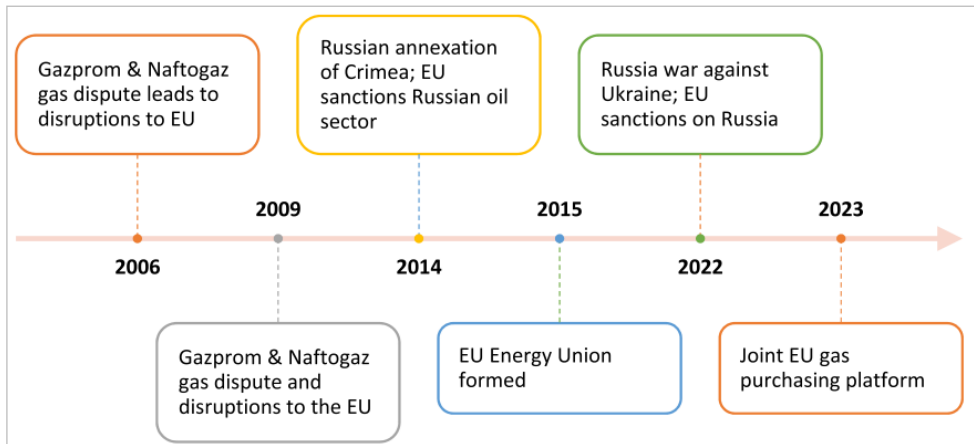 Gazprom & Naftogaz
gas dispute leads to
disruptions to EU
Russian annexation
of Crimea; EU
sanctions Russian oil
sector
Russia war against
Ukraine; EU
sanctions on Russia
2009
2015
2023
2006
2014
2022
Gazprom & Naftogaz
gas dispute and
disruptions to the EU
EU Energy Union
formed
Joint EU gas
purchasing platform